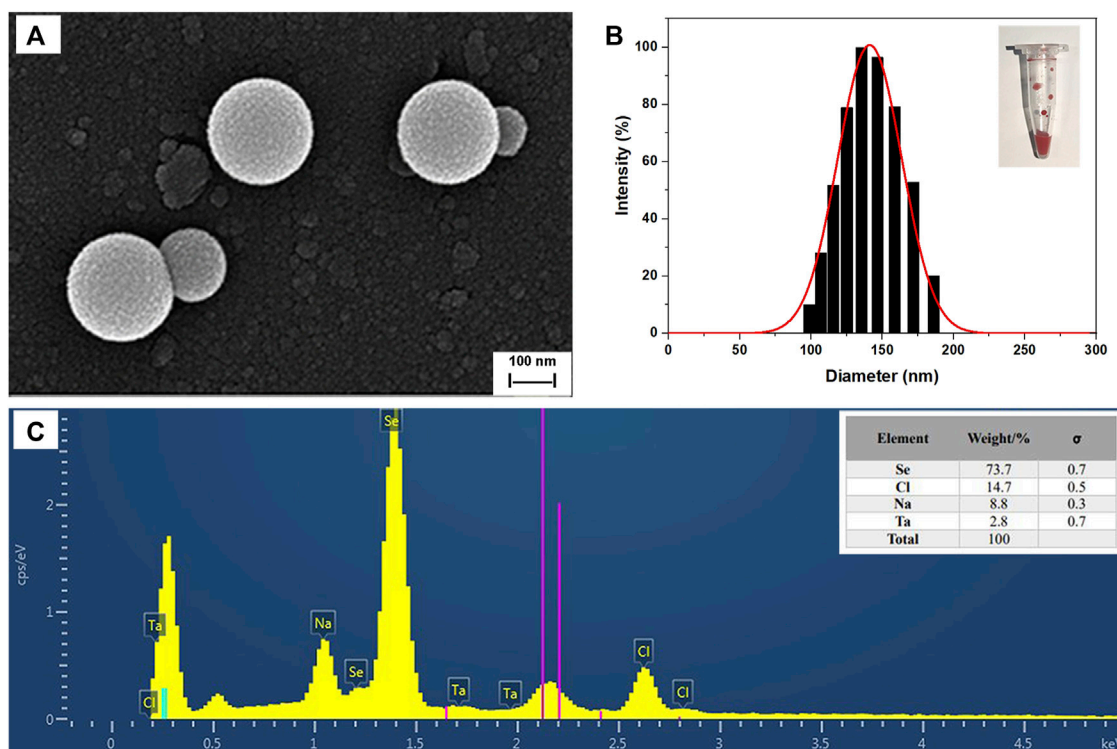 A
100 nm
B
Intensity (%)
100
80
60
40
20
0
0 50 100 150 200 250 300
Diameter (nm)
C
cps/eV
2
1
0
Ta
Cl
Na
Se
Se
Ta
Ta
Cl
Cl
0 0.5 1 1.5 2 2.5 3 3.5 4 4.5
Element Weight/% σ
Se 73.7 0.7
Cl 14.7 0.5
Na 8.8 0.3
Ta 2.8 0.7
Total 100